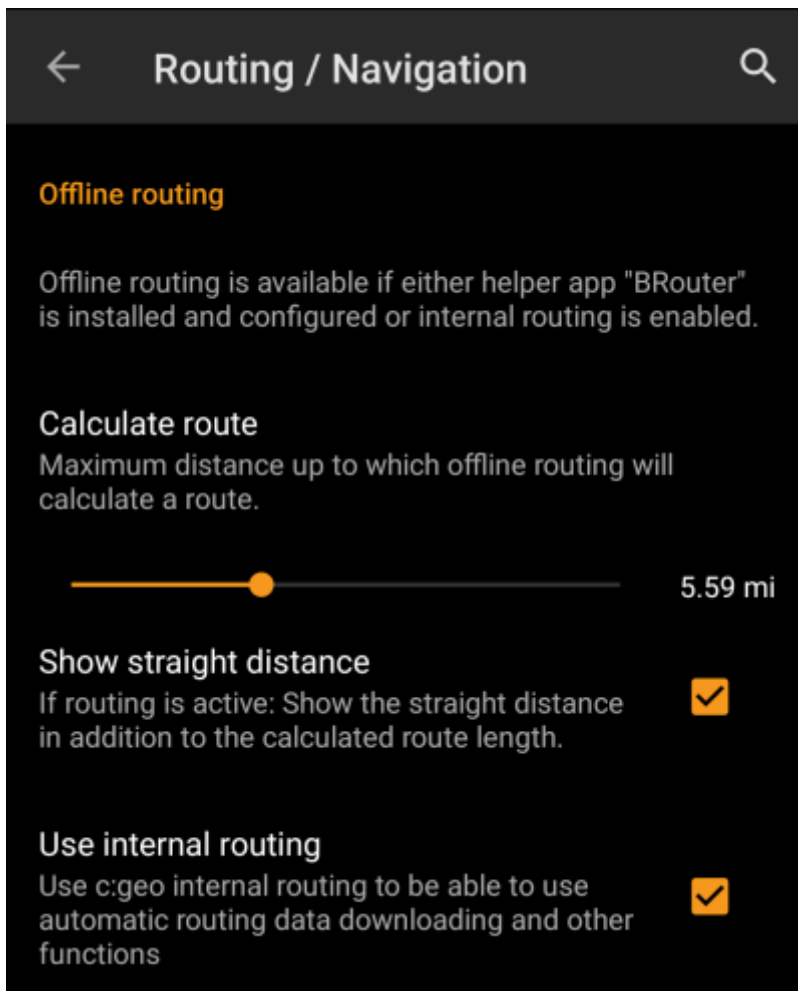 Routing / Navigation
Offline routing
Offline routing is available if either helper app "BRouter"
is installed and configured or internal routing is enabled.
Calculate route
Maximum distance up to which offline routing will
calculate a route.
5.59 mi
Show straight distance
If routing is active: Show the straight distance
in addition to the calculated route length.
Use internal routing
Use c:geo internal routing to be able to use
automatic routing data downloading and other
functions